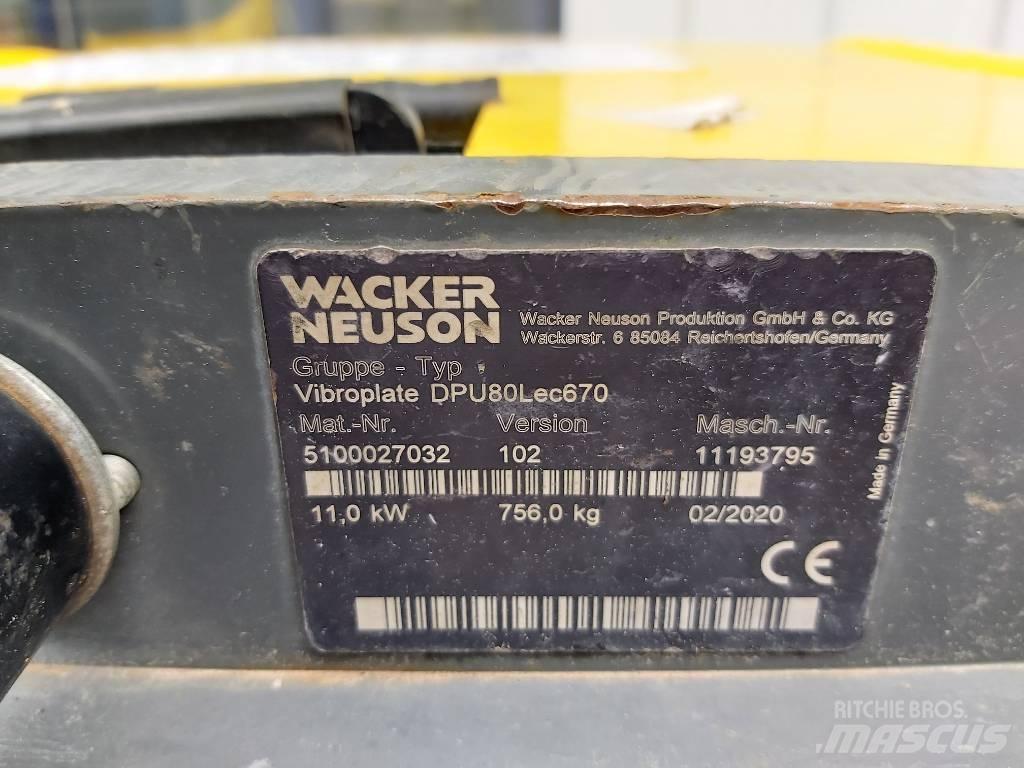 WACKER
NEUSON
Wacker Neuson Produktion GmbH & Co. KG
Wackerstr. 6 85084 Reichertshofen/Germany
Gruppe - Typ
Vibroplate DPU80Lec670
Mat.-Nr. Version Masch.-Nr.
5100027032 102 11193795
11,0 kW 756,0 kg 02/2020
Made in Germany
CE
RITCHIE BROS.
MASCUS